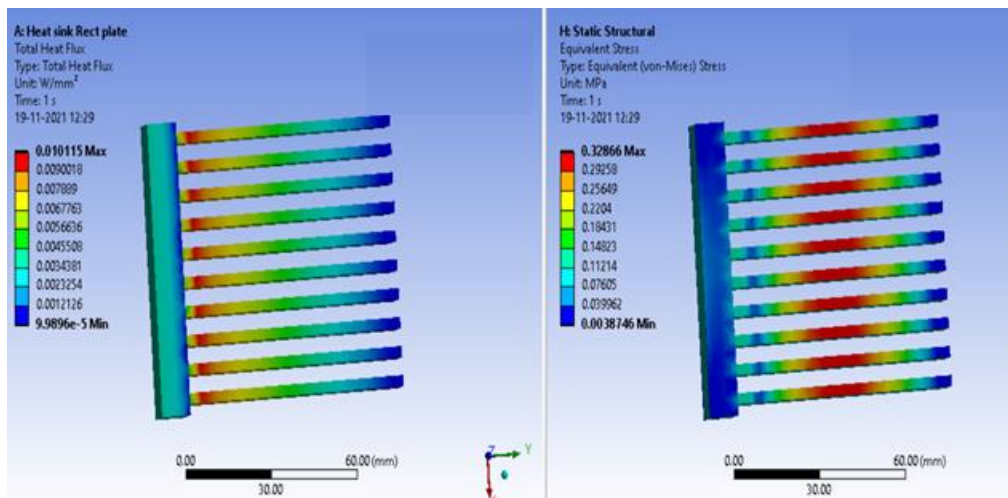 A: Heat sink Rect plate
Total Heat Flux
Type: Total Heat Flux
Unit: W/mm²
Time: 1 s
19-11-2021 12:29
0.010115 Max
0.0090018
0.007889
0.0067763
0.0056636
0.0045508
0.0034381
0.0023254
0.0012126
9.9896e-5 Min
0.00
60.00 (mm)
30.00
Z
Y
H: Static Structural
Equivalent Stress
Type: Equivalent (von-Mises) Stress
Unit: MPa
Time: 1 s
19-11-2021 12:29
0.32866 Max
0.29258
0.25649
0.2204
0.18431
0.14823
0.11214
0.07605
0.039962
0.0038746 Min
0.00
60.00 (mm)
30.00